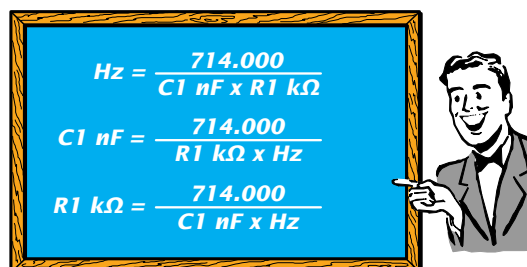 Hz = 714.000
C1 nF x R1 kΩ
C1 nF = 714.000
R1 kΩ x Hz
R1 kΩ = 714.000
C1 nF x Hz